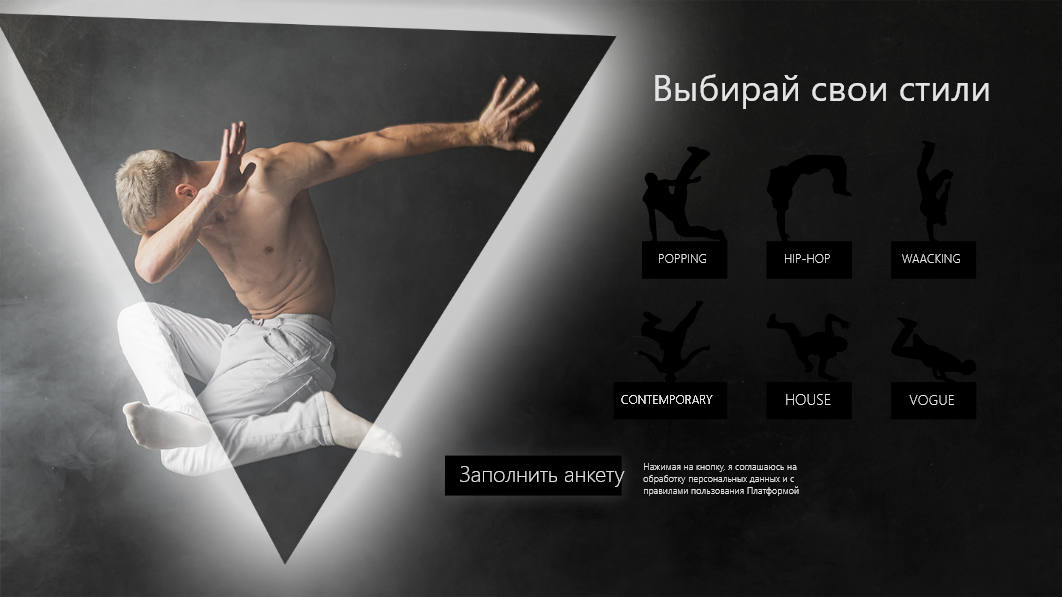 Выбирай свои стили
POPPING
HIP-HOP
WAACKING
CONTEMPORARY
HOUSE
VOGUE
Заполнить анкету
Нажимая на кнопку, я соглашаюсь на
обработку персональных данных и с
правилами пользования Платформой